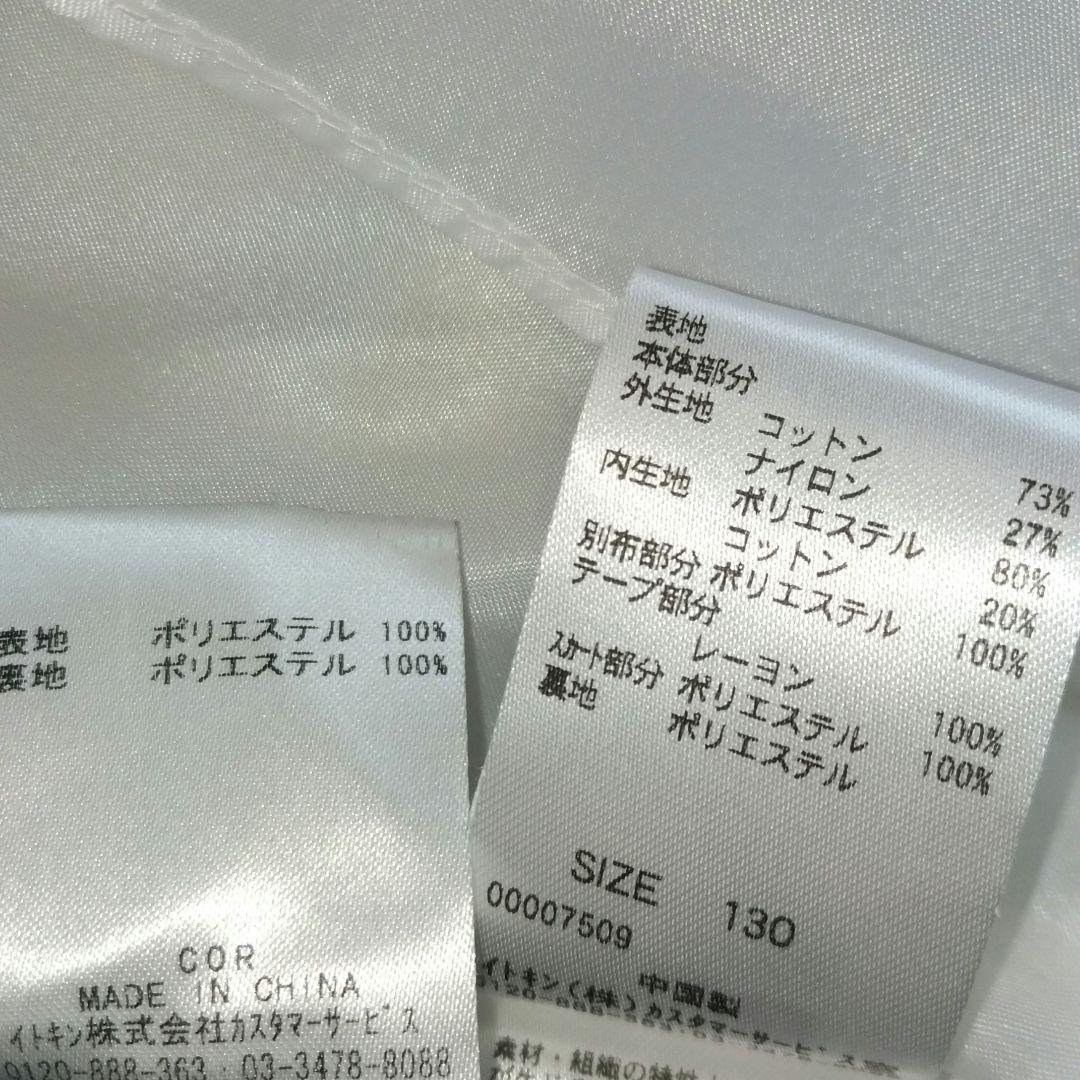 表地 ポリエステル 100%
裏地 ポリエステル 100%
COR
MADE IN CHINA
イトキン株式会社カスタマーサービス
0120-888-363 03-3478-8088
表地
本体部分
外生地 コットン 73%
ナイロン 27%
内生地 ポリエステル 80%
コットン 20%
別布部分 ポリエステル 100%
テープ部分
レーヨン 100%
スカート部分 ポリエステル 100%
裏地 ポリエステル
SIZE 130
00007509
中国製
イトキン(株)カスタマーサービス
素材・組織の特性